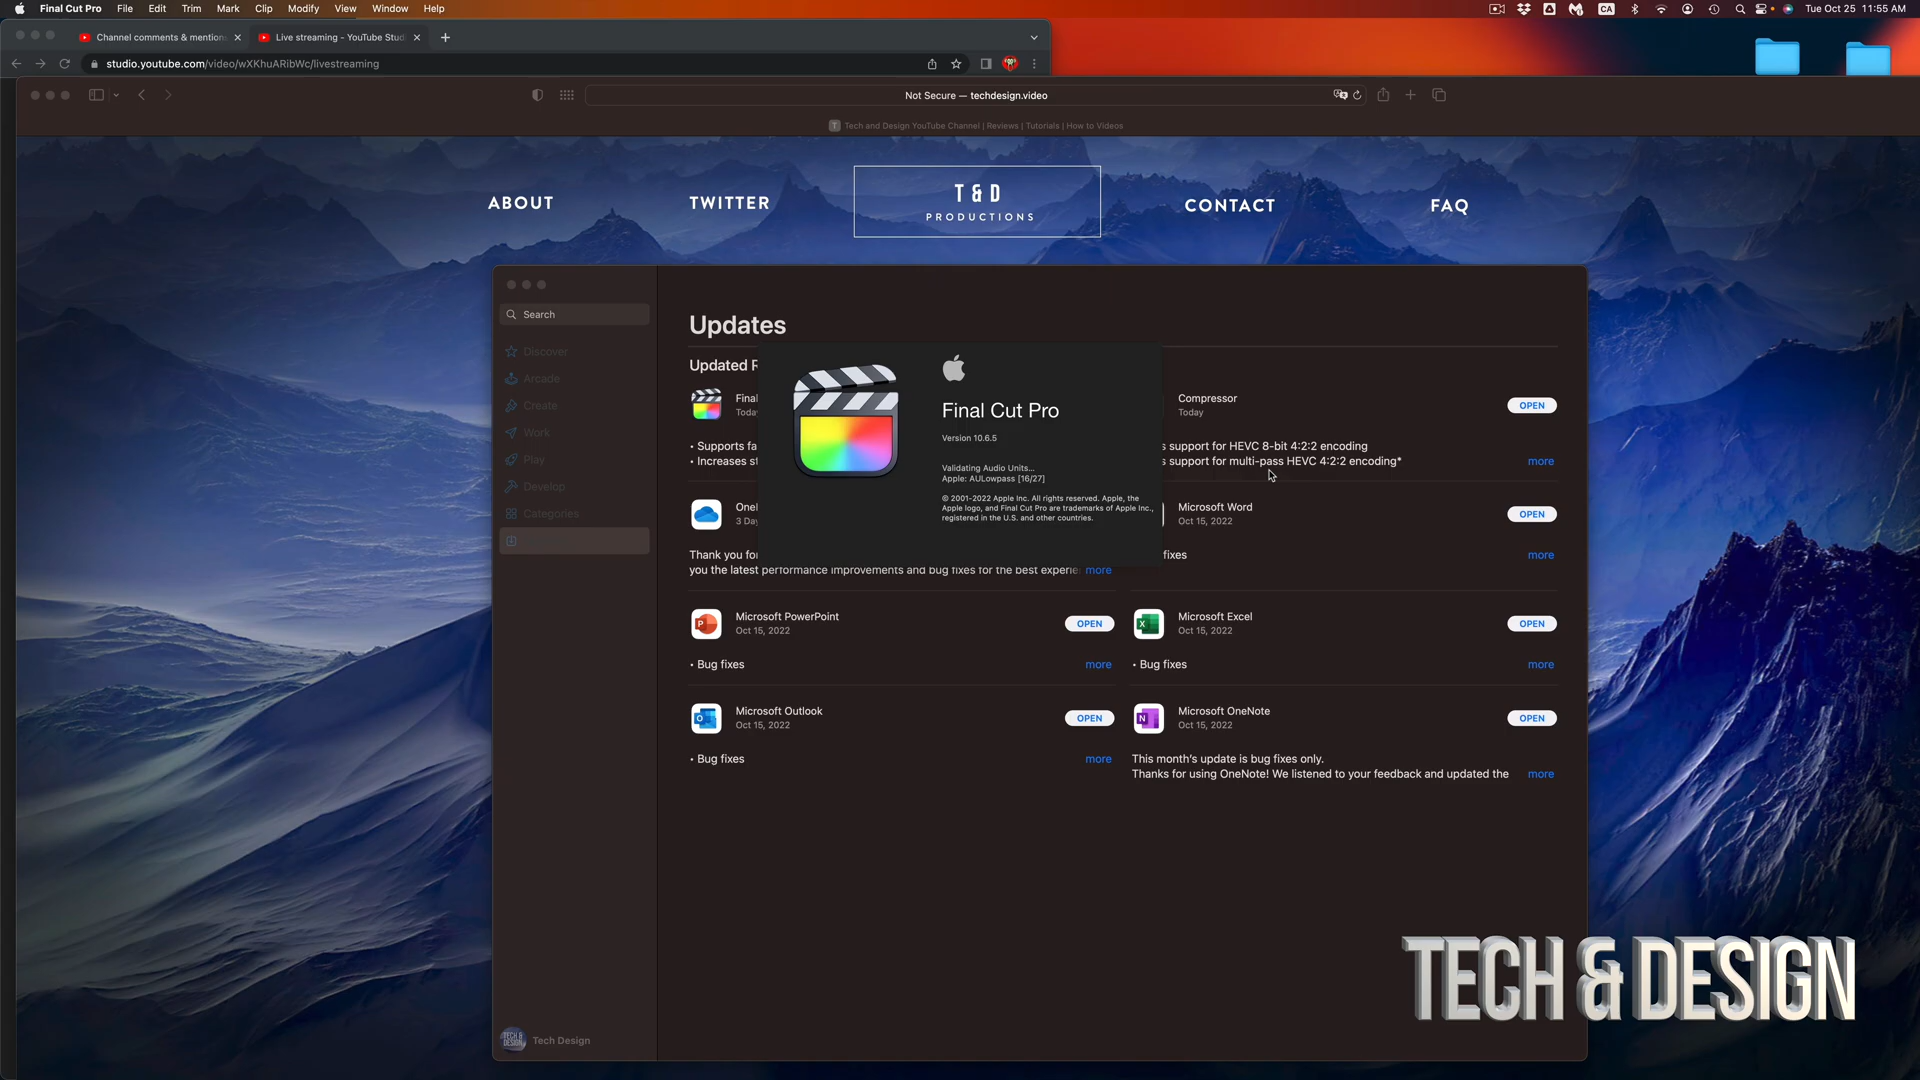 Final Cut Pro File Edit Trim Mark Clip Modify View Window Help
CA
Tue Oct 25 11:55 AM
Channel comments & mention
Live streaming - YouTube Stud
studio.youtube.com/video/wXKhuARibWc/livestreaming
Not Secure — techdesign.video
T Tech and Design YouTube Channel | Reviews | Tutorials | How to Videos
ABOUT
TWITTER
T & D
PRODUCTIONS
CONTACT
FAQ
Search
Discover
Arcade
Create
Work
Play
Develop
Categories
Tech Design
Updates
Updated R
Final
Today
• Supports fa
• Increases st
Final Cut Pro
Version 10.6.5
Validating Audio Units...
Apple: AULowpass [16/27]
© 2001-2022 Apple Inc. All rights reserved. Apple, the
Apple logo, and Final Cut Pro are trademarks of Apple Inc.,
registered in the U.S. and other countries.
Compressor
Today
OPEN
s support for HEVC 8-bit 4:2:2 encoding
s support for multi-pass HEVC 4:2:2 encoding*
more
OneI
3 Day
Thank you for
you the latest performance improvements and bug fixes for the best experie
more
Microsoft Word
Oct 15, 2022
OPEN
fixes
more
Microsoft PowerPoint
Oct 15, 2022
OPEN
• Bug fixes
more
Microsoft Excel
Oct 15, 2022
OPEN
• Bug fixes
more
Microsoft Outlook
Oct 15, 2022
OPEN
• Bug fixes
more
Microsoft OneNote
Oct 15, 2022
OPEN
This month's update is bug fixes only.
Thanks for using OneNote! We listened to your feedback and updated the
more
TECH & DESIGN